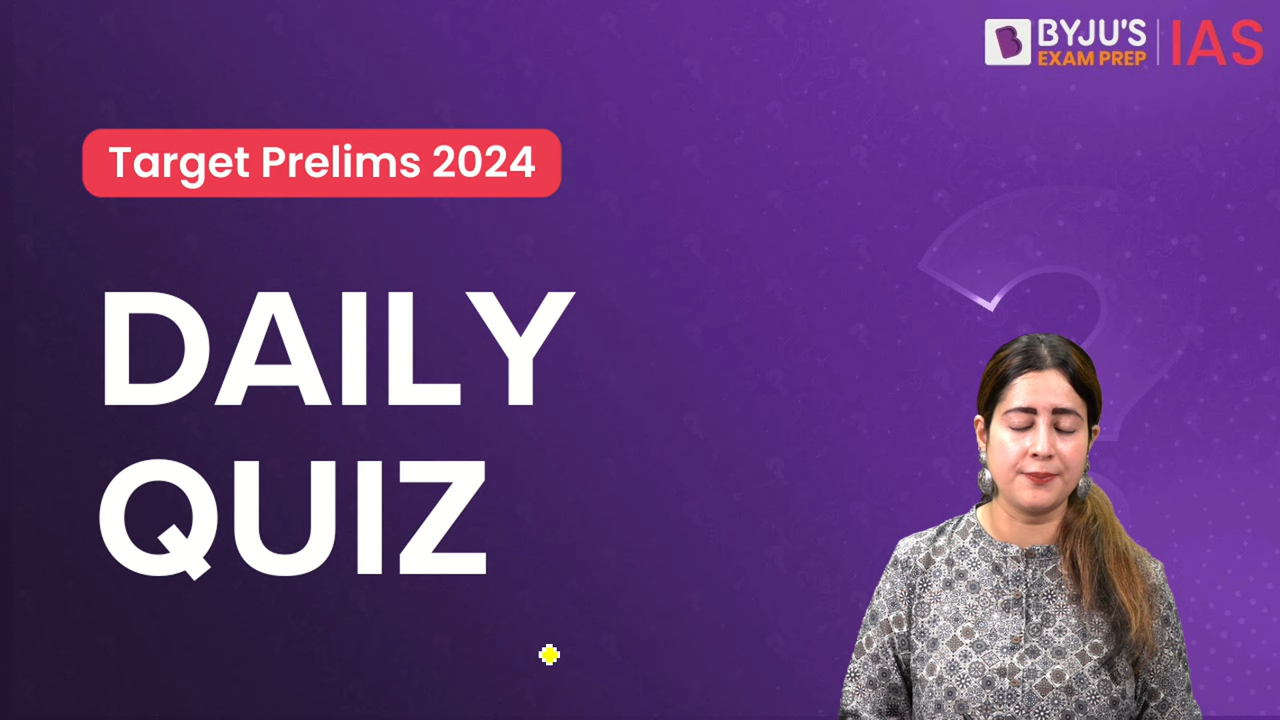 BYJU'S
EXAM PREP
IAS
Target Prelims 2024
DAILY
QUIZ